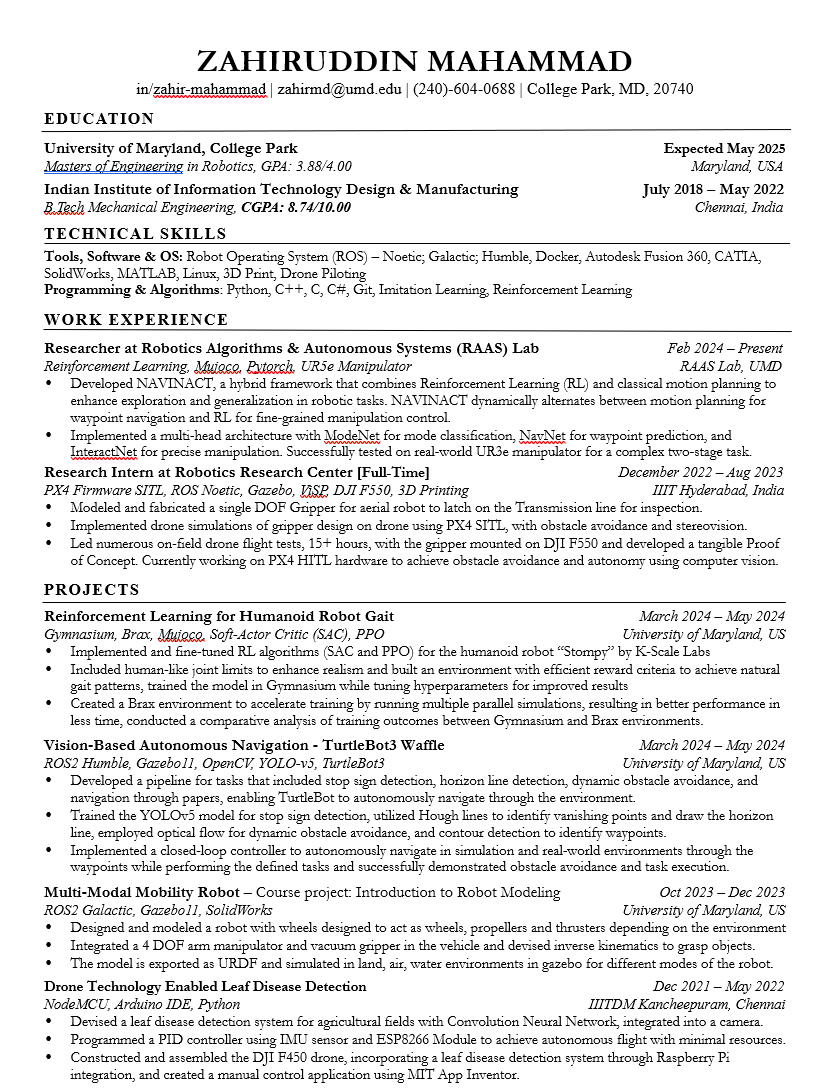 ZAHIRUDDIN MAHAMMAD
in/zahir-mahammad | zahirmd@umd.edu | (240)-604-0688 | College Park, MD, 20740
EDUCATION
University of Maryland, College Park Expected May 2025
Masters of Engineering in Robotics, GPA: 3.88/4.00 Maryland, USA
Indian Institute of Information Technology Design & Manufacturing July 2018 – May 2022
B.Tech Mechanical Engineering, CGPA: 8.74/10.00 Chennai, India
TECHNICAL SKILLS
Tools, Software & OS: Robot Operating System (ROS) – Noetic; Galactic; Humble, Docker, Autodesk Fusion 360, CATIA,
SolidWorks, MATLAB, Linux, 3D Print, Drone Piloting
Programming & Algorithms: Python, C++, C, C#, Git, Imitation Learning, Reinforcement Learning
WORK EXPERIENCE
Researcher at Robotics Algorithms & Autonomous Systems (RAAS) Lab Feb 2024 – Present
Reinforcement Learning, Mujoco, Pytorch, UR5e Manipulator RAAS Lab, UMD
• Developed NAVINACT, a hybrid framework that combines Reinforcement Learning (RL) and classical motion planning to
enhance exploration and generalization in robotic tasks. NAVINACT dynamically alternates between motion planning for
waypoint navigation and RL for fine-grained manipulation control.
• Implemented a multi-head architecture with ModeNet for mode classification, NavNet for waypoint prediction, and
InteractNet for precise manipulation. Successfully tested on real-world UR3e manipulator for a complex two-stage task.
Research Intern at Robotics Research Center [Full-Time] December 2022 – Aug 2023
PX4 Firmware SITL, ROS Noetic, Gazebo, ViSP, DJI F550, 3D Printing IIIT Hyderabad, India
• Modeled and fabricated a single DOF Gripper for aerial robot to latch on the Transmission line for inspection.
• Implemented drone simulations of gripper design on drone using PX4 SITL, with obstacle avoidance and stereovision.
• Led numerous on-field drone flight tests, 15+ hours, with the gripper mounted on DJI F550 and developed a tangible Proof
of Concept. Currently working on PX4 HITL hardware to achieve obstacle avoidance and autonomy using computer vision.
PROJECTS
Reinforcement Learning for Humanoid Robot Gait March 2024 – May 2024
Gymnasium, Brax, Mujoco, Soft-Actor Critic (SAC), PPO University of Maryland, US
• Implemented and fine-tuned RL algorithms (SAC and PPO) for the humanoid robot “Stompy” by K-Scale Labs
• Included human-like joint limits to enhance realism and built an environment with efficient reward criteria to achieve natural
gait patterns, trained the model in Gymnasium while tuning hyperparameters for improved results
• Created a Brax environment to accelerate training by running multiple parallel simulations, resulting in better performance in
less time, conducted a comparative analysis of training outcomes between Gymnasium and Brax environments.
Vision-Based Autonomous Navigation - TurtleBot3 Waffle March 2024 – May 2024
ROS2 Humble, Gazebo11, OpenCV, YOLO-v5, TurtleBot3 University of Maryland, US
• Developed a pipeline for tasks that included stop sign detection, horizon line detection, dynamic obstacle avoidance, and
navigation through papers, enabling TurtleBot to autonomously navigate through the environment.
• Trained the YOLOv5 model for stop sign detection, utilized Hough lines to identify vanishing points and draw the horizon
line, employed optical flow for dynamic obstacle avoidance, and contour detection to identify waypoints.
• Implemented a closed-loop controller to autonomously navigate in simulation and real-world environments through the
waypoints while performing the defined tasks and successfully demonstrated obstacle avoidance and task execution.
Multi-Modal Mobility Robot – Course project: Introduction to Robot Modeling Oct 2023 – Dec 2023
ROS2 Galactic, Gazebo11, SolidWorks University of Maryland, US
• Designed and modeled a robot with wheels designed to act as wheels, propellers and thrusters depending on the environment
• Integrated a 4 DOF arm manipulator and vacuum gripper in the vehicle and devised inverse kinematics to grasp objects.
• The model is exported as URDF and simulated in land, air, water environments in gazebo for different modes of the robot.
Drone Technology Enabled Leaf Disease Detection Dec 2021 – May 2022
NodeMCU, Arduino IDE, Python IIITDM Kancheepuram, Chennai
• Devised a leaf disease detection system for agricultural fields with Convolution Neural Network, integrated into a camera.
• Programmed a PID controller using IMU sensor and ESP8266 Module to achieve autonomous flight with minimal resources.
• Constructed and assembled the DJI F450 drone, incorporating a leaf disease detection system through Raspberry Pi
integration, and created a manual control application using MIT App Inventor.